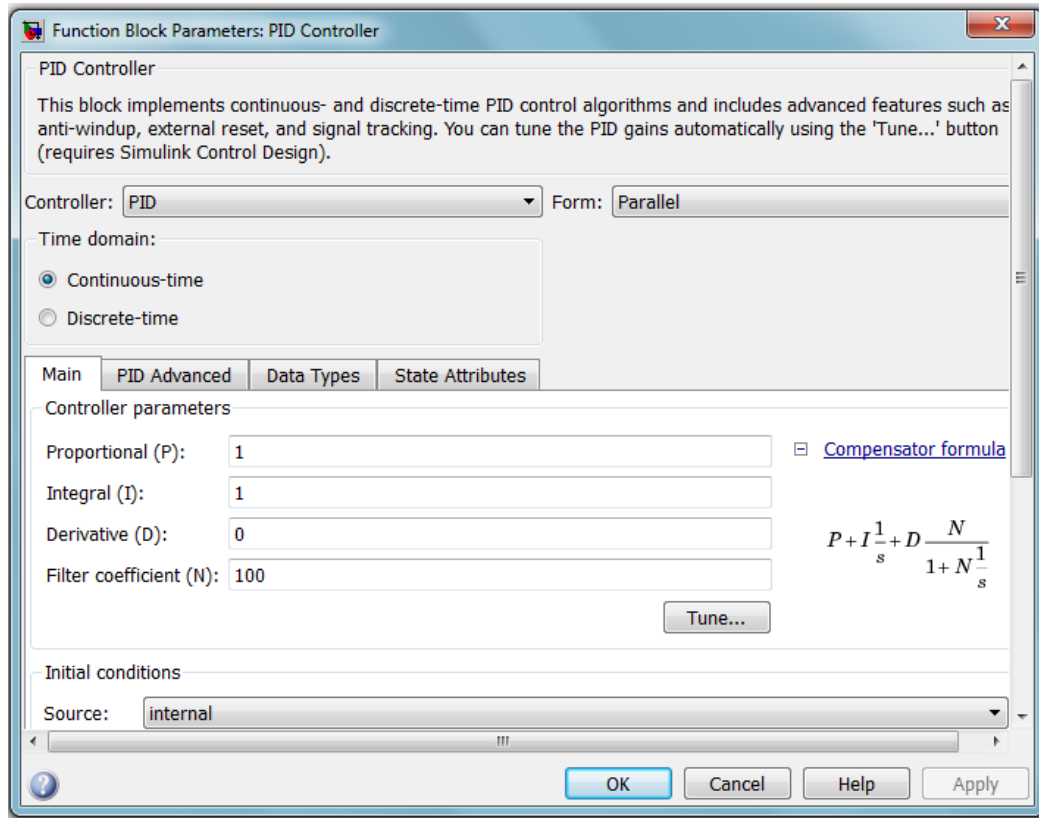 Function Block Parameters: PID Controller
PID Controller
This block implements continuous- and discrete-time PID control algorithms and includes advanced features such as
anti-windup, external reset, and signal tracking. You can tune the PID gains automatically using the 'Tune...' button
(requires Simulink Control Design).
Controller: PID Form: Parallel
Time domain:
Continuous-time
Discrete-time
Main PID Advanced Data Types State Attributes
Controller parameters
Proportional (P): 1 Compensator formula
Integral (I): 1
Derivative (D): 0
P+I 1/s + D N/(1+N 1/s)
Filter coefficient (N): 100
Tune...
Initial conditions
Source: internal
OK Cancel Help Apply